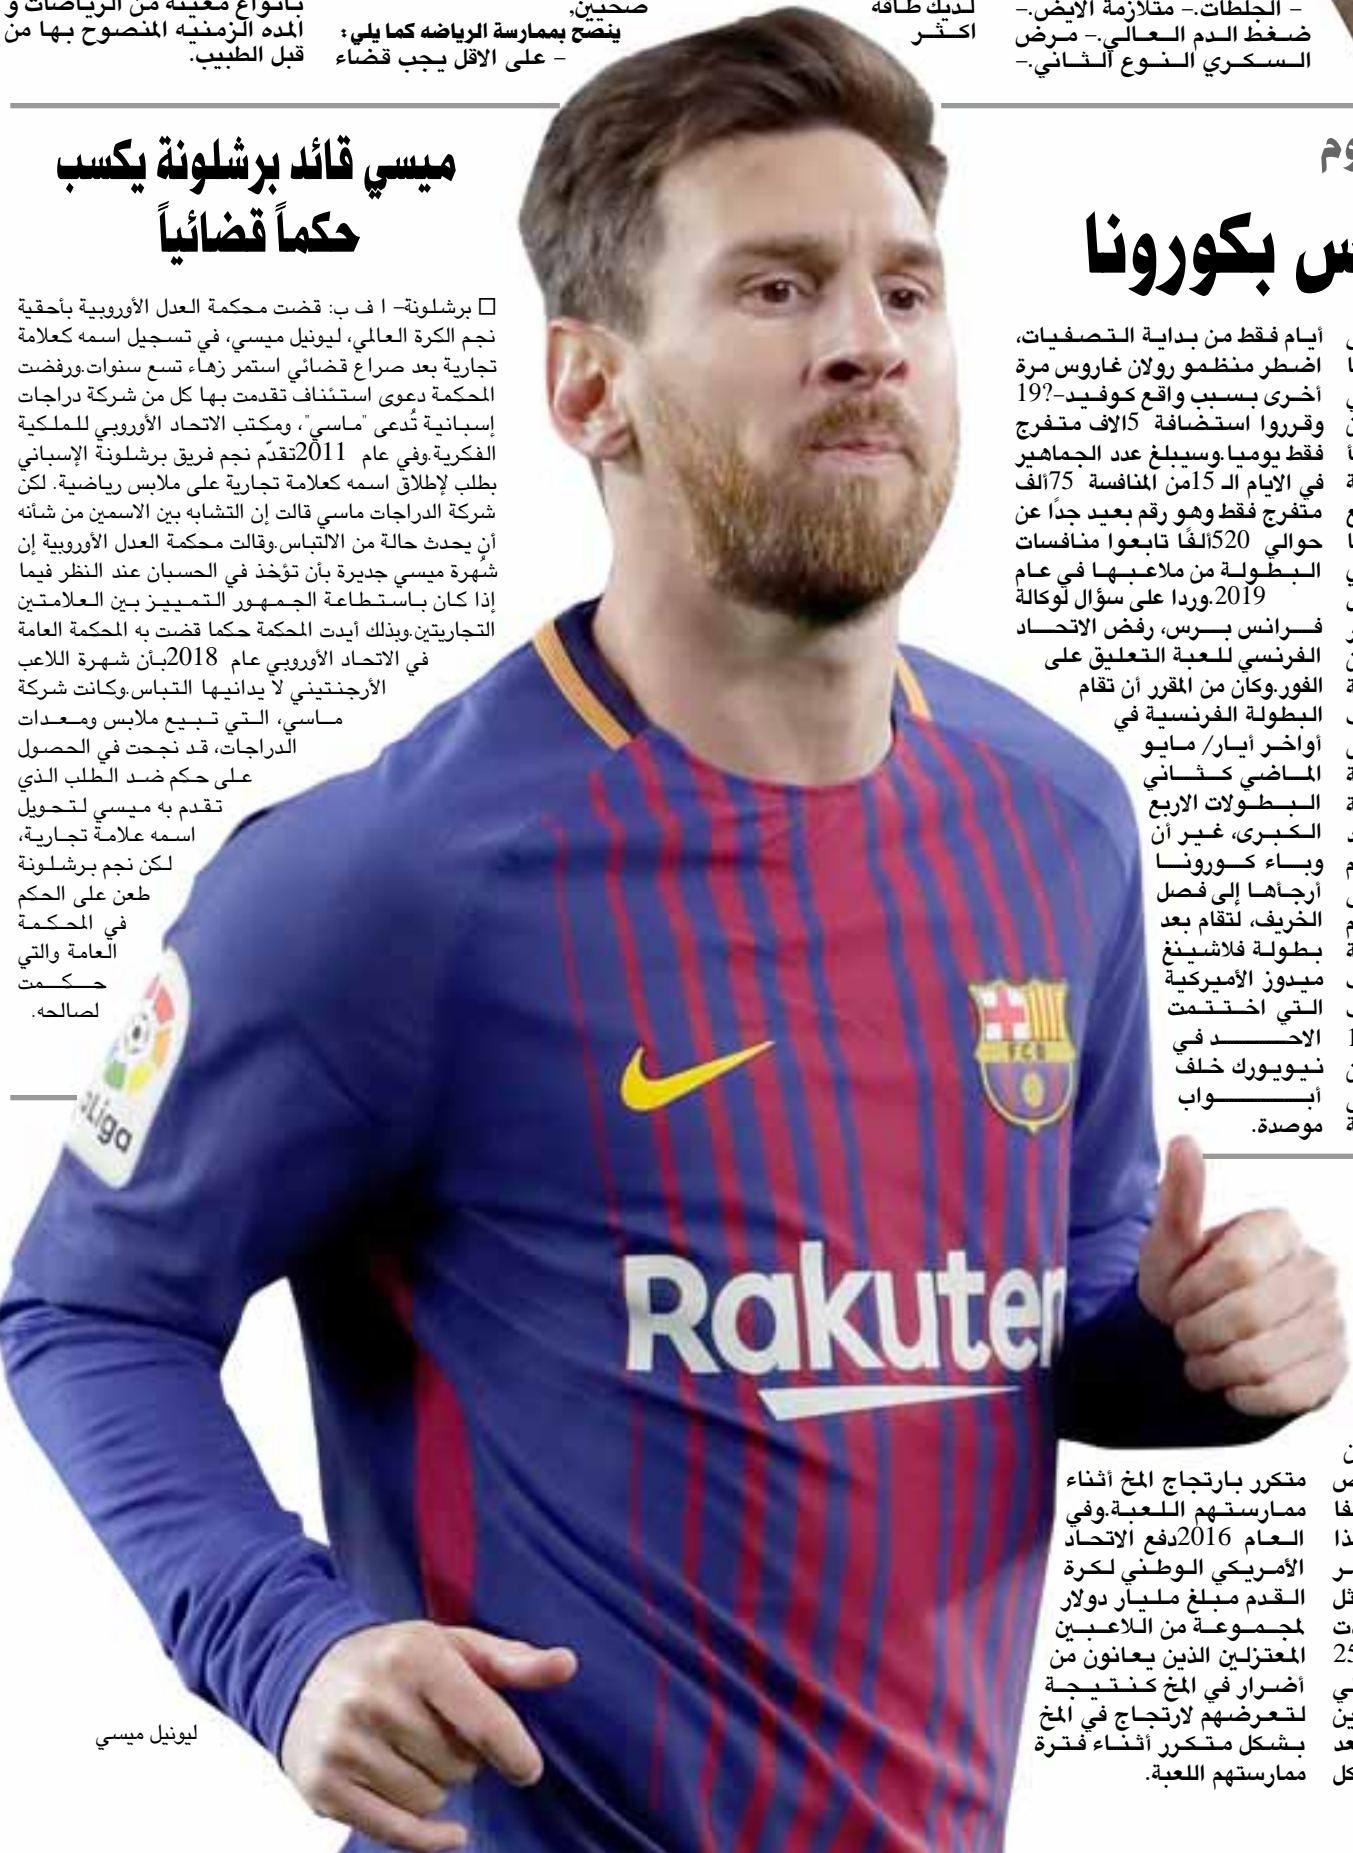 - الجلطات.- متلازمة الايض.-
ضغط الدم العالي.- مرض
السكري النوع الثاني.-
لديك طاقة
اكثر
صحيين,
ينصح بممارسة الرياضه كما يلي :
- على الاقل يجب قضاء
بأنواع معينه من الرياضات و
المده الزمنيه المنصوح بها من
قبل الطبيب.
بكورونا
أيام فقط من بداية التصفيات،
اضطر منظمو رولان غاروس مرة
أخرى بسبب واقع كوفيد-?19
وقرروا استضافة 5الاف متفرج
فقط يوميا.وسيبلغ عدد الجماهير
في الايام الـ 15من المنافسة 75ألف
متفرج فقط وهو رقم بعيد جدًا عن
حوالي 520ألفًا تابعوا منافسات
البطولة من ملاعبها في عام
2019.وردا على سؤال لوكالة
فرانس برس، رفض الاتحاد
الفرنسي للعبة التعليق على
الفور.وكان من المقرر أن تقام
البطولة الفرنسية في
أواخر أيار/ مايو
الماضي كثاني
البطولات الاربع
الكبرى، غير أن
وباء كورونا
أرجأها إلى فصل
الخريف، لتقام بعد
بطولة فلاشينغ
ميدوز الأميركية
التي اختتمت
الاحد في
نيويورك خلف
أبواب
موصدة.
ميسي قائد برشلونة يكسب
حكماً قضائياً
□ برشلونة- ا ف ب: قضت محكمة العدل الأوروبية بأحقية
نجم الكرة العالمي، ليونيل ميسي، في تسجيل اسمه كعلامة
تجارية بعد صراع قضائي استمر زهاء تسع سنوات.ورفضت
المحكمة دعوى استئناف تقدمت بها كل من شركة دراجات
إسبانية تُدعى "ماسي"، ومكتب الاتحاد الأوروبي للملكية
الفكرية.وفي عام 2011تقدّم نجم فريق برشلونة الإسباني
بطلب لإطلاق اسمه كعلامة تجارية على ملابس رياضية. لكن
شركة الدراجات ماسي قالت إن التشابه بين الاسمين من شأنه
أن يحدث حالة من الالتباس.وقالت محكمة العدل الأوروبية إن
شهرة ميسي جديرة بأن تؤخذ في الحسبان عند النظر فيما
إذا كان باستطاعة الجمهور التمييز بين العلامتين
التجاريتين.وبذلك أيدت المحكمة حكما قضت به المحكمة العامة
في الاتحاد الأوروبي عام 2018بأن شهرة اللاعب
الأرجنتيني لا يدانيها التباس.وكانت شركة
ماسي، التي تبيع ملابس ومعدات
الدراجات، قد نجحت في الحصول
على حكم ضد الطلب الذي
تقدم به ميسي لتحويل
اسمه علامة تجارية،
لكن نجم برشلونة
طعن على الحكم
في المحكمة
العامة والتي
حكمت
لصالحه.
FCB
LaLiga
Rakuten
متكرر بارتجاج المخ أثناء
ممارستهم اللعبة.وفي
العام 2016دفع الاتحاد
الأمريكي الوطني لكرة
القدم مبلغ مليار دولار
لمجموعة من اللاعبين
المعتزلين الذين يعانون من
أضرار في المخ كنتيجة
لتعرضهم لارتجاج في المخ
بشكل متكرر أثناء فترة
ممارستهم اللعبة.
ليونيل ميسي